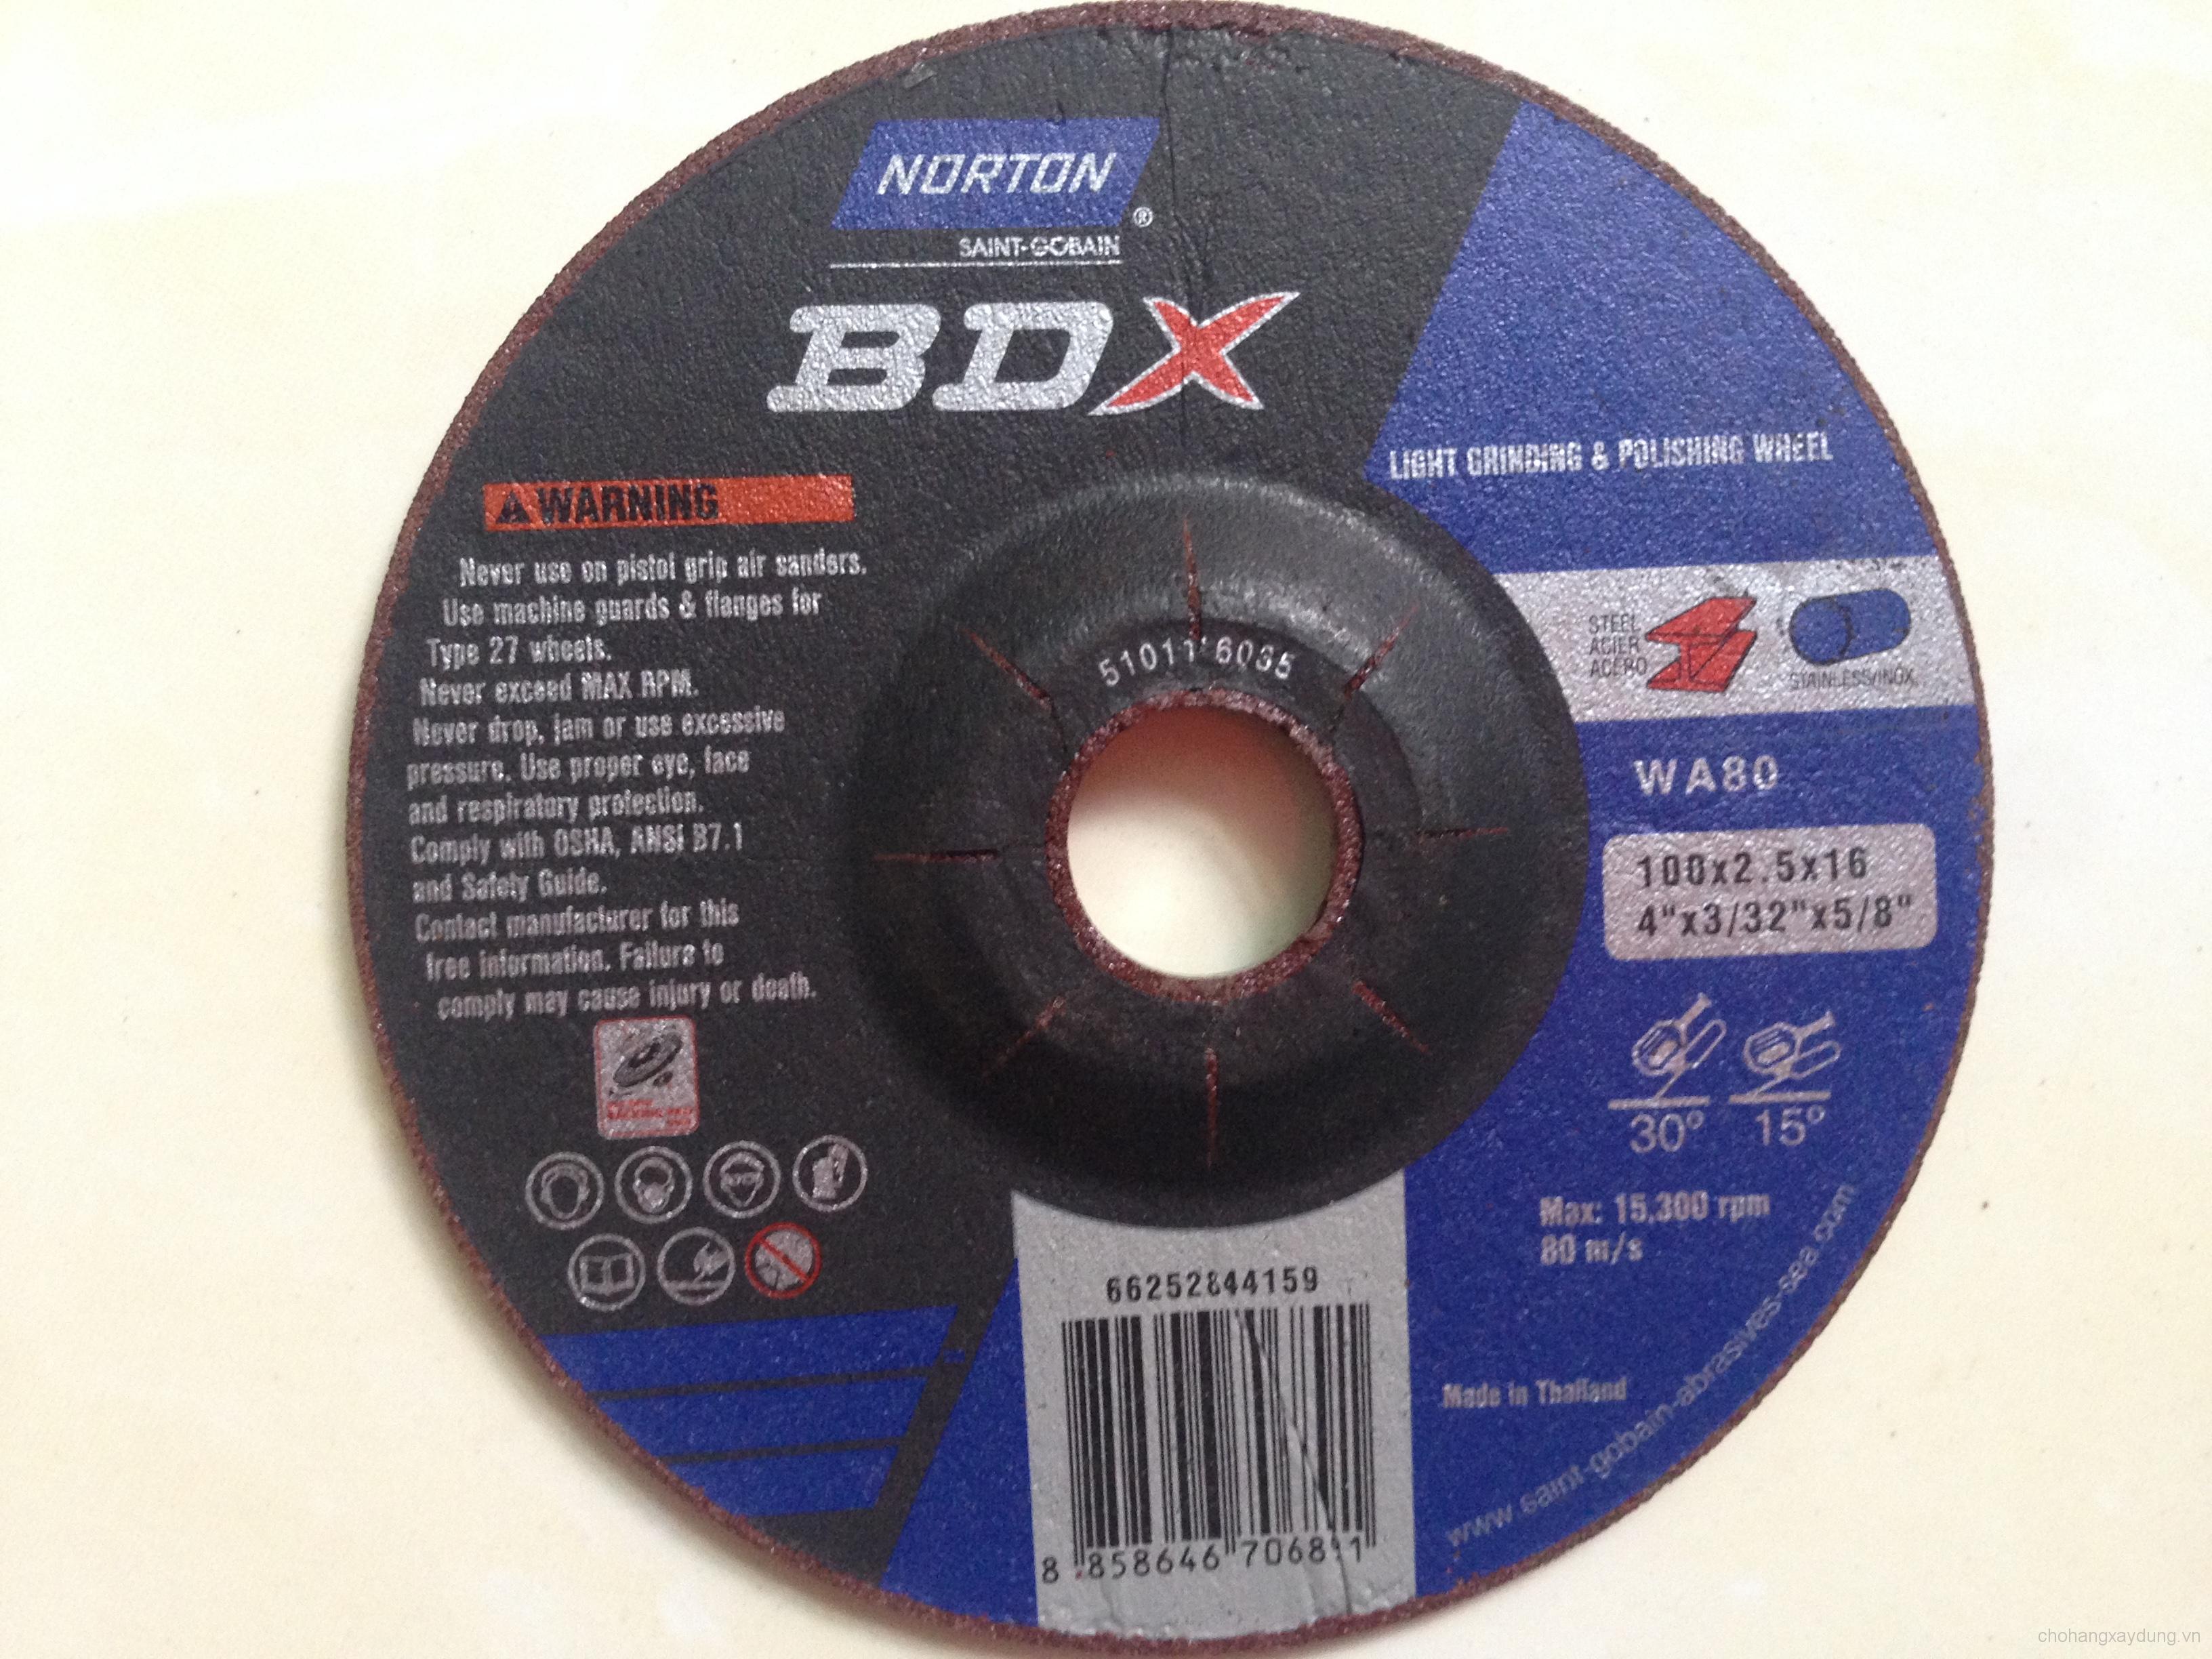 NORTON
®
SAINT-GOBAIN
BDX
LIGHT GRINDING & POLISHING WHEEL
WARNING
Never use on pistol grip air sanders.
Use machine guards & flanges for
Type 27 wheels.
Never exceed MAX RPM.
Never drop, jam or use excessive
pressure. Use proper eye, face
and respiratory protection.
Comply with OSHA, ANSI B7.1
and Safety Guide.
Contact manufacturer for this
free information. Failure to
comply may cause injury or death.
STEEL
ACIER
ACERO
STAINLESS/INOX
WA80
100x2.5x16
4"x3/32"x5/8"
30° 15°
Max: 15,300 rpm
80 m/s
Made in Thailand
www.saint-gobain-abrasives-sea.com
66252844159
8 858646
chohangxaydung.vn